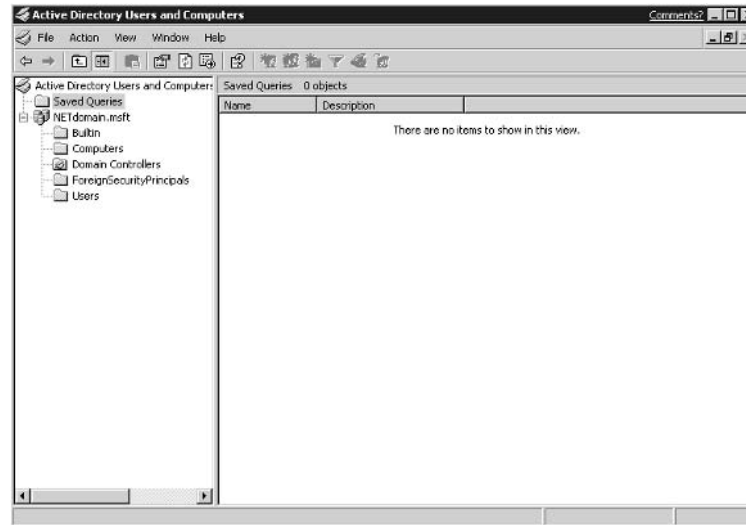 Active Directory Users and Computers
Comments?
File Action View Window Help
Active Directory Users and Computer:
Saved Queries
NETdomain.msft
Builtin
Computers
Domain Controllers
ForeignSecurityPrincipals
Users
Saved Queries 0 objects
Name Description
There are no items to show in this view.